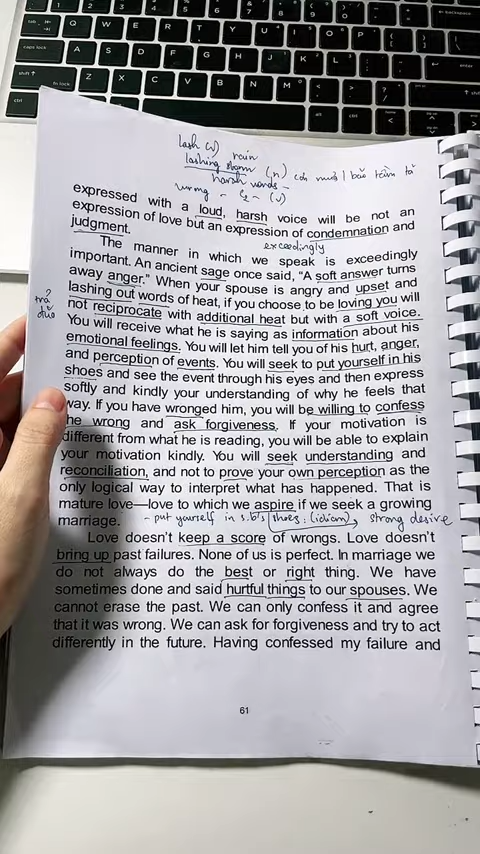 lash (v) rain
lashing storm (n) cơn mưa / bão tầm tã
harsh words
wrong (v)
expressed with a loud, harsh voice will be not an
expression of love but an expression of condemnation and
judgment.
exceedingly
The manner in which we speak is exceedingly
important. An ancient sage once said, “A soft answer turns
away anger.” When your spouse is angry and upset and
lashing out words of heat, if you choose to be loving you will
not reciprocate with additional heat but with a soft voice.
trả
đũa
You will receive what he is saying as information about his
emotional feelings. You will let him tell you of his hurt, anger,
and perception of events. You will seek to put yourself in his
shoes and see the event through his eyes and then express
softly and kindly your understanding of why he feels that
way. If you have wronged him, you will be willing to confess
he wrong and ask forgiveness. If your motivation is
different from what he is reading, you will be able to explain
your motivation kindly. You will seek understanding and
reconciliation, and not to prove your own perception as the
only logical way to interpret what has happened. That is
mature love—love to which we aspire if we seek a growing
marriage.
- put yourself in s.b's shoes: (idiom) strong desire
Love doesn’t keep a score of wrongs. Love doesn’t
bring up past failures. None of us is perfect. In marriage we
do not always do the best or right thing. We have
sometimes done and said hurtful things to our spouses. We
cannot erase the past. We can only confess it and agree
that it was wrong. We can ask for forgiveness and try to act
differently in the future. Having confessed my failure and
61